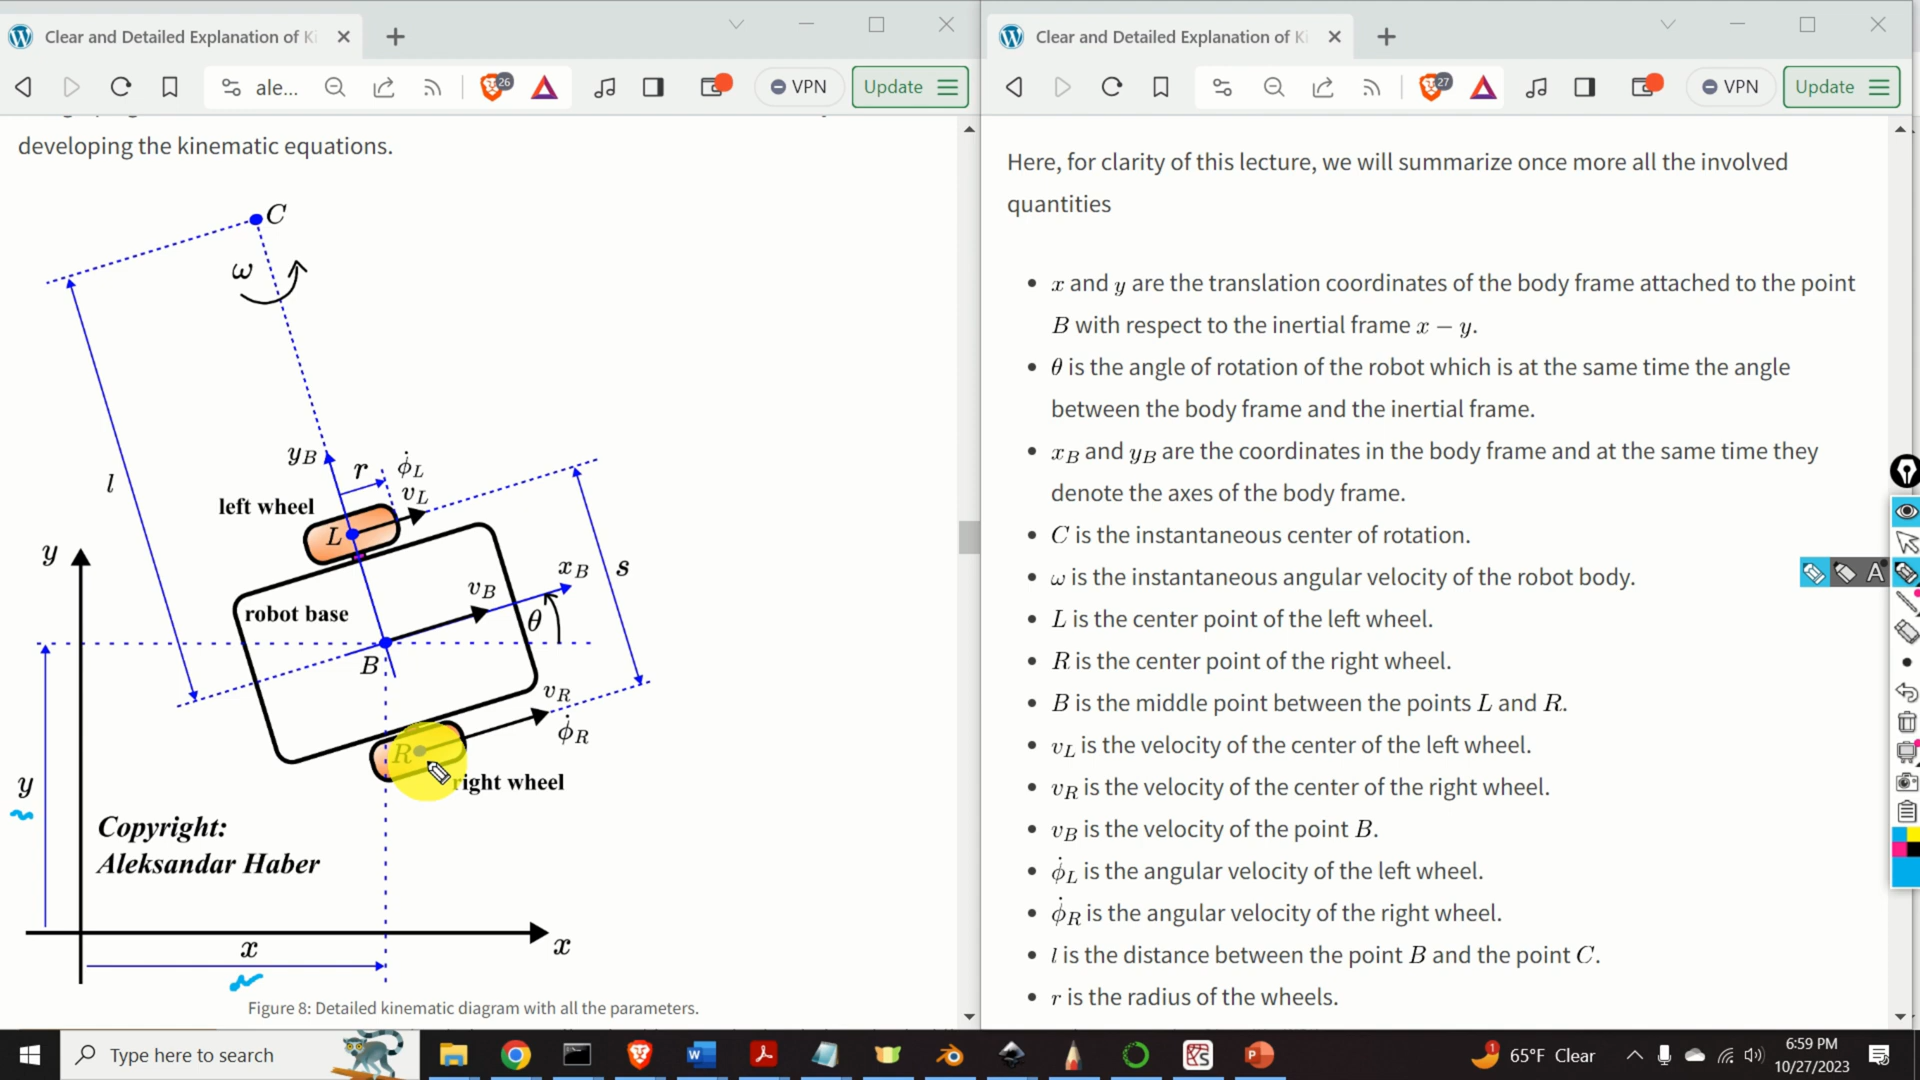 Clear and Detailed Explanation of Ki
Clear and Detailed Explanation of Ki
ale...
26
VPN
Update
27
VPN
Update
developing the kinematic equations.
C
ω
l
y_B
r
ϕ̇_L
v_L
left wheel
L
s
x_B
v_B
θ
robot base
B
y
v_R
ϕ̇_R
R
right wheel
y
Copyright:
Aleksandar Haber
x
x
Figure 8: Detailed kinematic diagram with all the parameters.
Here, for clarity of this lecture, we will summarize once more all the involved
quantities
• x and y are the translation coordinates of the body frame attached to the point
B with respect to the inertial frame x − y.
• θ is the angle of rotation of the robot which is at the same time the angle
between the body frame and the inertial frame.
• x_B and y_B are the coordinates in the body frame and at the same time they
denote the axes of the body frame.
• C is the instantaneous center of rotation.
• ω is the instantaneous angular velocity of the robot body.
• L is the center point of the left wheel.
• R is the center point of the right wheel.
• B is the middle point between the points L and R.
• v_L is the velocity of the center of the left wheel.
• v_R is the velocity of the center of the right wheel.
• v_B is the velocity of the point B.
• ϕ̇_L is the angular velocity of the left wheel.
• ϕ̇_R is the angular velocity of the right wheel.
• l is the distance between the point B and the point C.
• r is the radius of the wheels.
A
Type here to search
1
65°F Clear
6:59 PM
10/27/2023